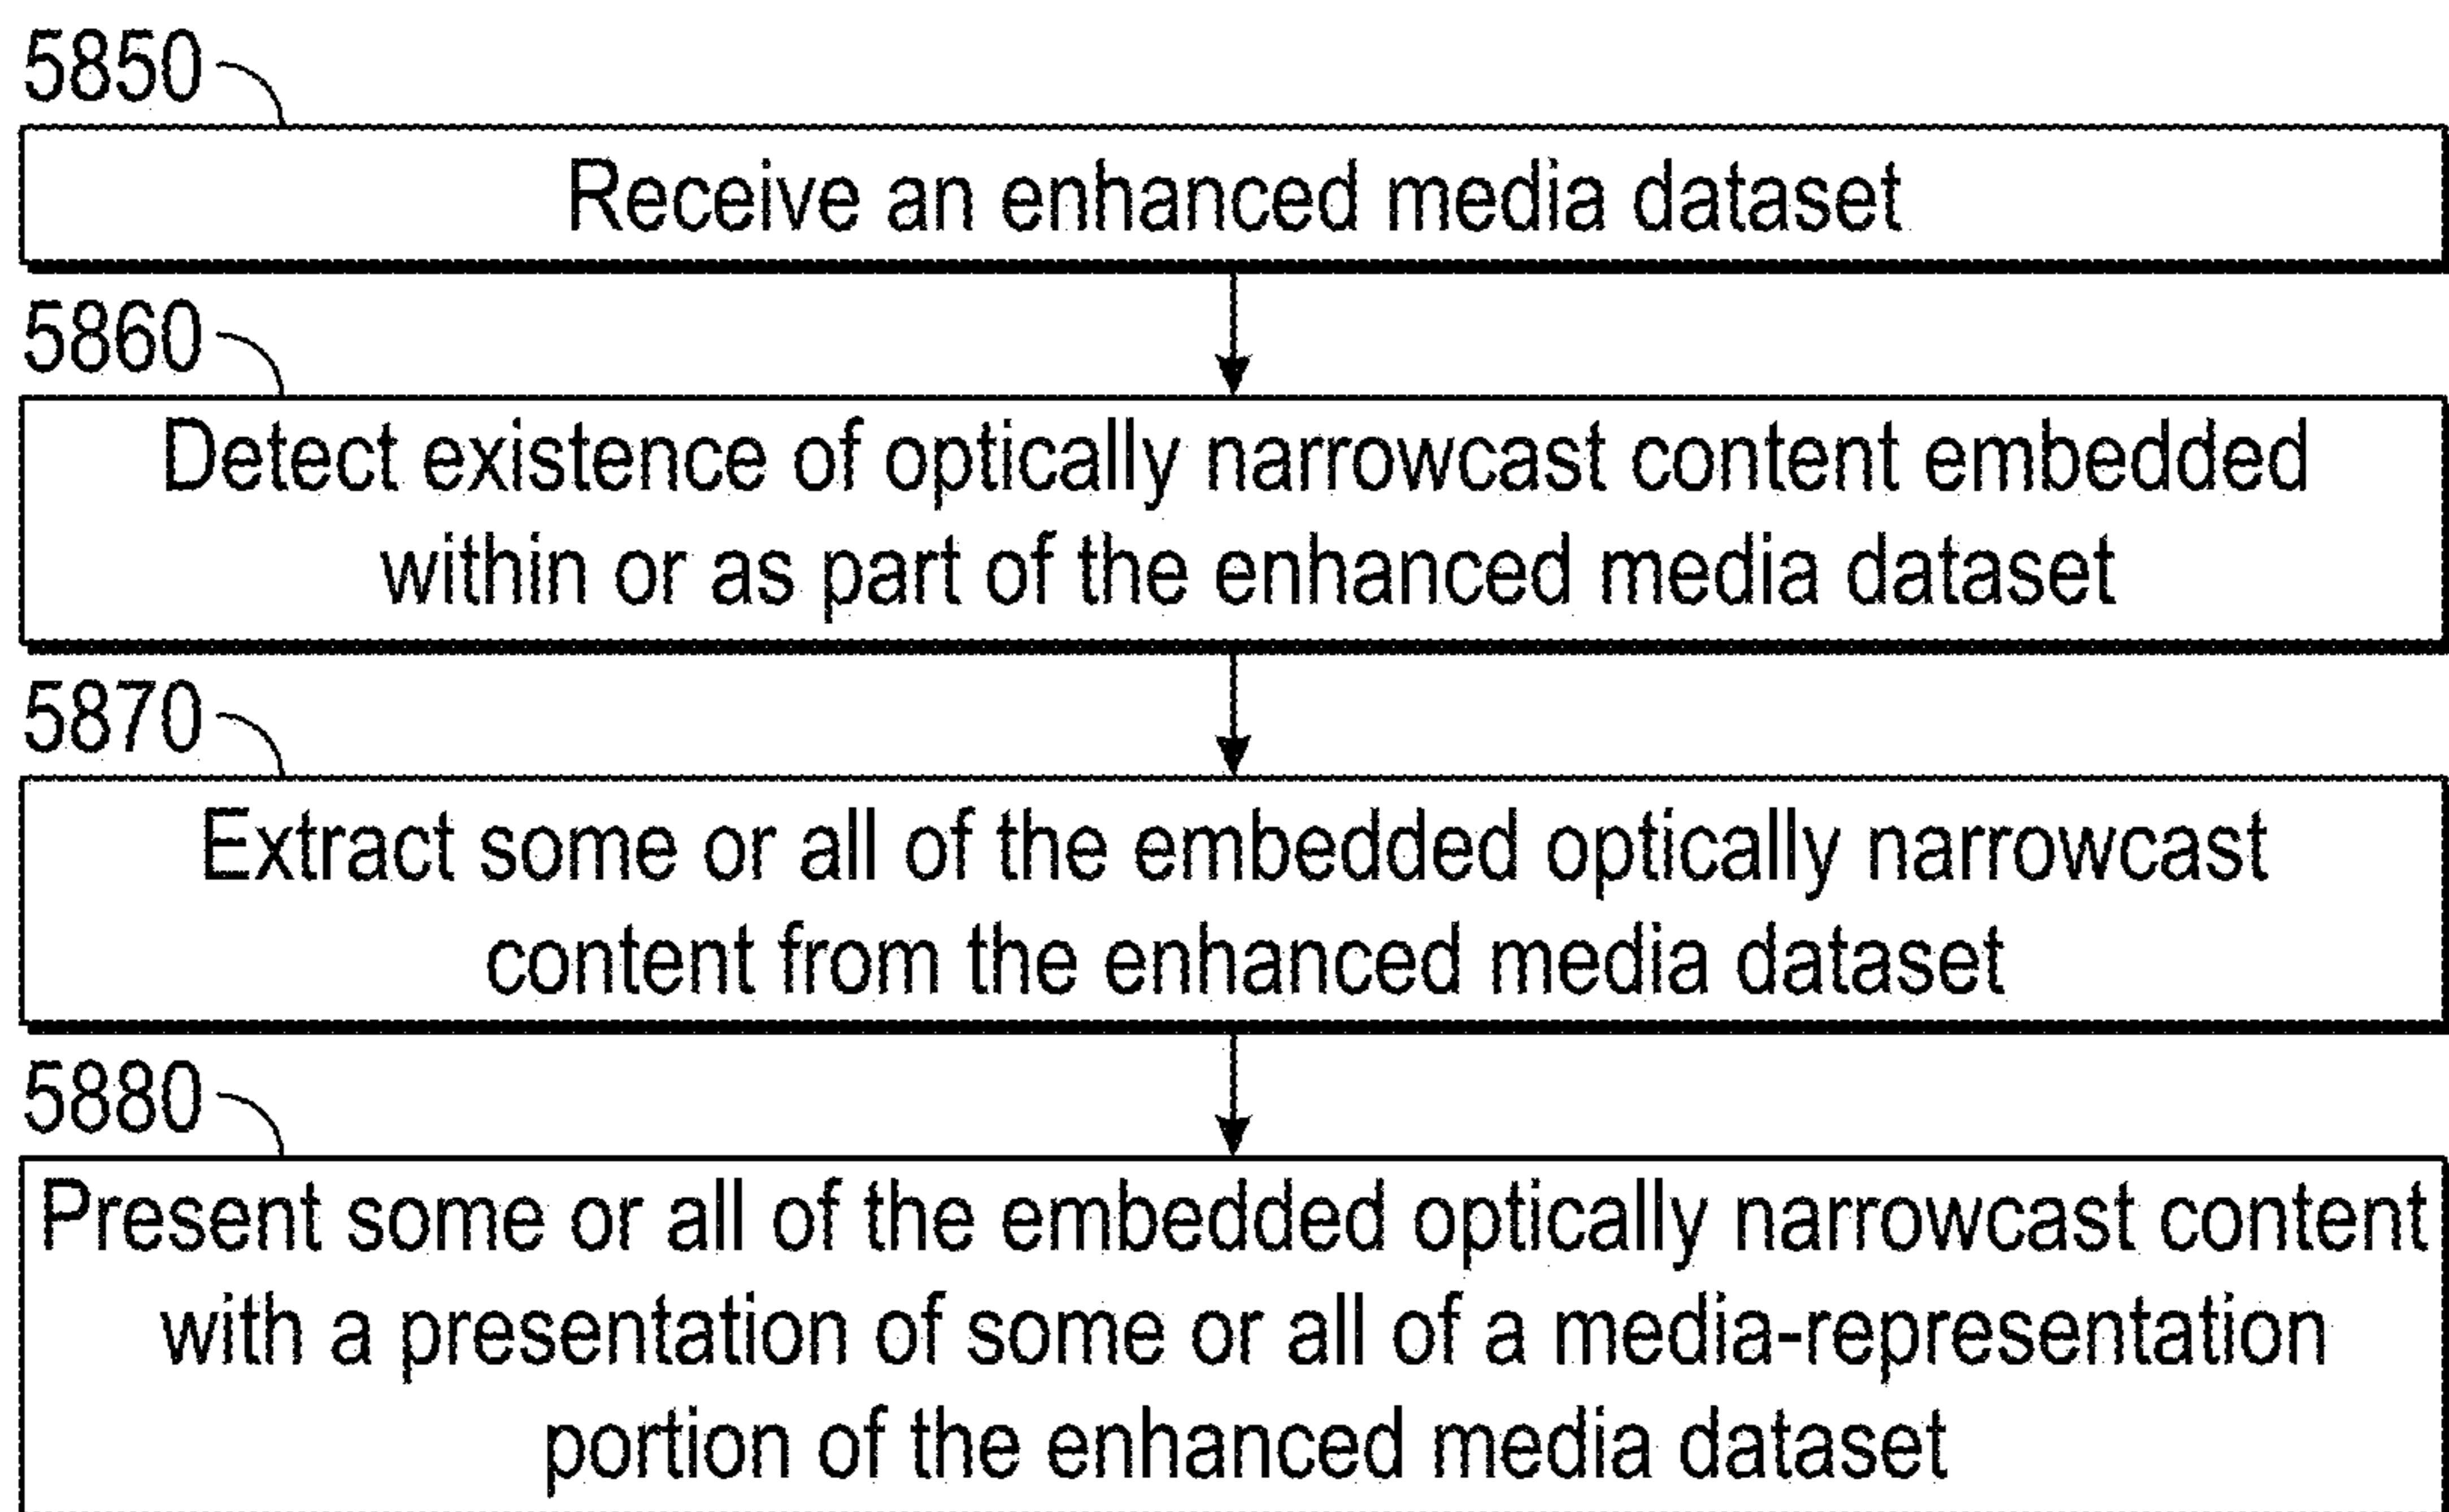 5850
Receive an enhanced media dataset
5860
Detect existence of optically narrowcast content embedded
within or as part of the enhanced media dataset
5870
Extract some or all of the embedded optically narrowcast
content from the enhanced media dataset
5880
Present some or all of the embedded optically narrowcast content
with a presentation of some or all of a media-representation
portion of the enhanced media dataset